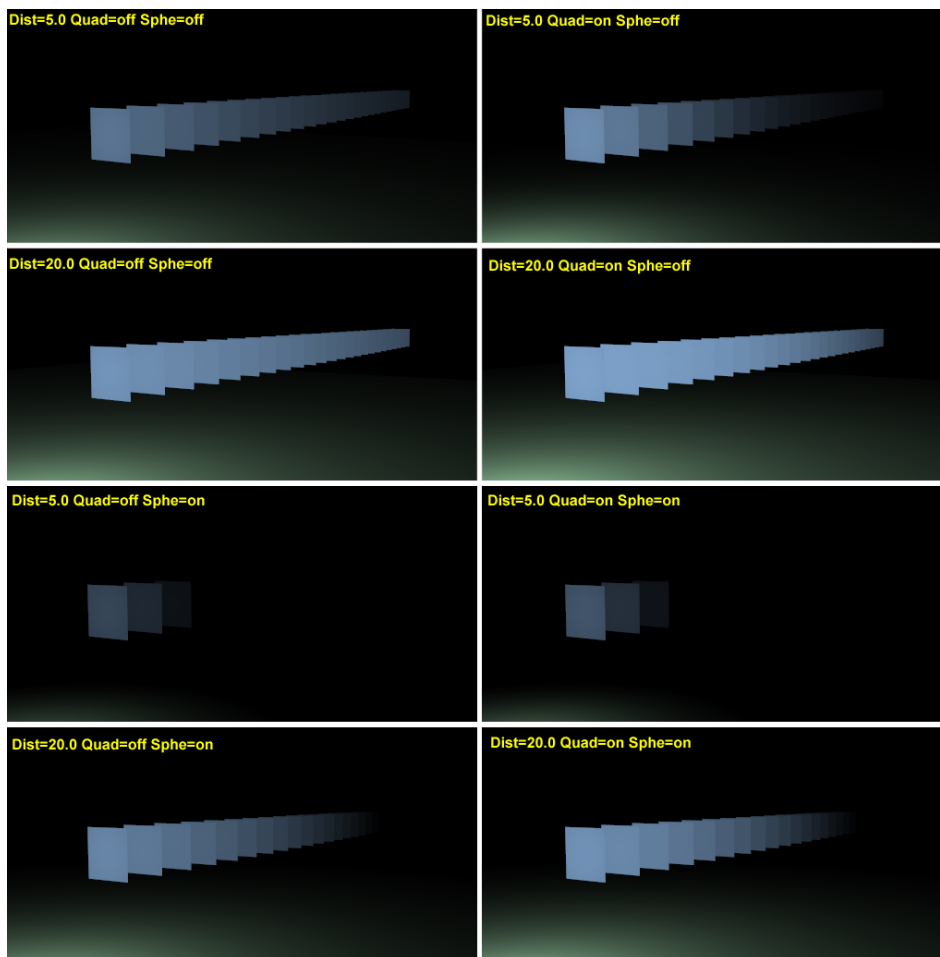 Dist=5.0 Quad=off Sphe=off
Dist=5.0 Quad=on Sphe=off
Dist=20.0 Quad=off Sphe=off
Dist=20.0 Quad=on Sphe=off
Dist=5.0 Quad=off Sphe=on
Dist=5.0 Quad=on Sphe=on
Dist=20.0 Quad=off Sphe=on
Dist=20.0 Quad=on Sphe=on